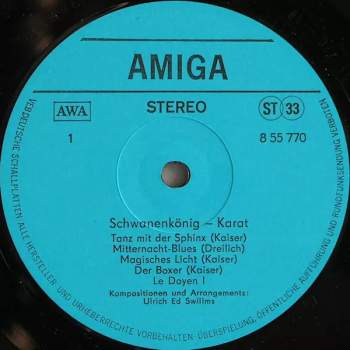 AMIGA
AWA
STEREO
ST 33
1
8 55 770
Schwanenkönig – Karat
Tanz mit der Sphinx (Kaiser)
Mitternacht-Blues (Dreilich)
Magisches Licht (Kaiser)
Der Boxer (Kaiser)
Le Doyen I
Kompositionen und Arrangements:
Ulrich Ed Swillms
VEB DEUTSCHE SCHALLPLATTEN ALLE HERSTELLER- UND URHEBERRECHTE VORBEHALTEN · ÜBERSPIELUNG, ÖFFENTLICHE AUFFÜHRUNG UND RUNDFUNKSENDUNG VERBOTEN